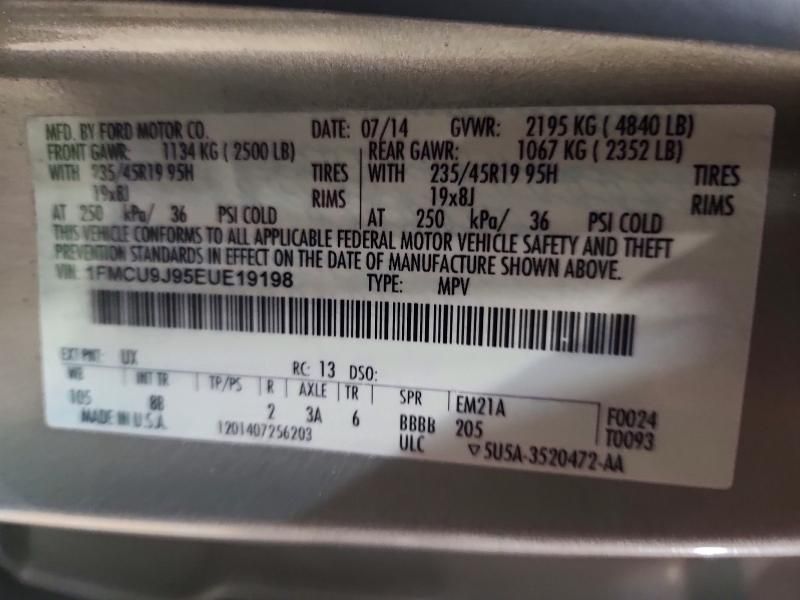 MFD. BY FORD MOTOR CO. DATE: 07/14 GVWR: 2195 KG ( 4840 LB)
FRONT GAWR: 1134 KG ( 2500 LB) REAR GAWR: 1067 KG ( 2352 LB)
WITH 235/45R19 95H TIRES WITH 235/45R19 95H TIRES
19x8J RIMS 19x8J RIMS
AT 250 kPa/ 36 PSI COLD AT 250 kPa/ 36 PSI COLD
THIS VEHICLE CONFORMS TO ALL APPLICABLE FEDERAL MOTOR VEHICLE SAFETY AND THEFT
PREVENTION STANDARDS IN EFFECT ON THE DATE OF MANUFACTURE SHOWN ABOVE.
VIN: 1FMCU9J95EUE19198 TYPE: MPV
EXT PNT: UX RC: 13 DSO:
WB INT TR TP/PS R AXLE TR SPR EM21A F0024
105 8B 2 3A 6 BBBB 205 T0093
MADE IN U.S.A. 1201407256203 ULC ▽5U5A-3520472-AA